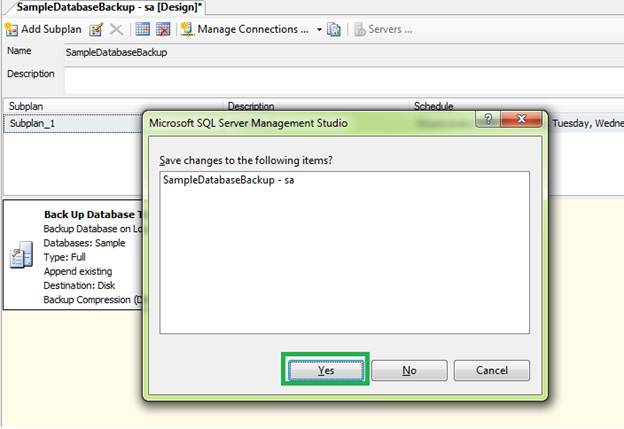 SampleDatabaseBackup - sa [Design]*
Add Subplan Manage Connections ... Servers ...
Name SampleDatabaseBackup
Description
Subplan Description Schedule
Subplan_1 Tuesday, Wedne
Microsoft SQL Server Management Studio
Save changes to the following items?
SampleDatabaseBackup - sa
Back Up Database T
Backup Database on Lo
Databases: Sample
Type: Full
Append existing
Destination: Disk
Backup Compression (D
Yes No Cancel